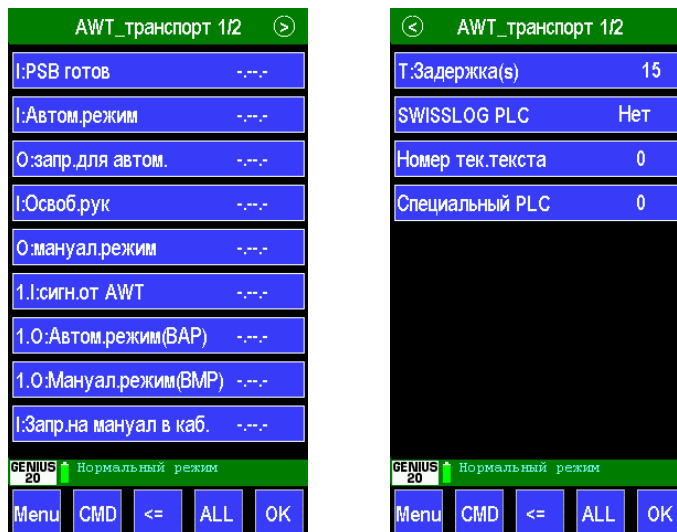 AWT_транспорт 1/2 >
I:PSB готов -.--.-
I:Автом.режим -.--.-
O:запр.для автом. -.--.-
I:Освоб.рук -.--.-
O:мануал.режим -.--.-
1.I:сигн.от AWT -.--.-
1.O:Автом.режим(BAP) -.--.-
1.O:Мануал.режим(BMP) -.--.-
I:Запр.на мануал в каб. -.--.-
GENIUS 20 Нормальный режим
Menu CMD <= ALL OK
< AWT_транспорт 1/2
T:Задержка(s) 15
SWISSLOG PLC Нет
Номер тек.текста 0
Специальный PLC 0
GENIUS 20 Нормальный режим
Menu CMD <= ALL OK